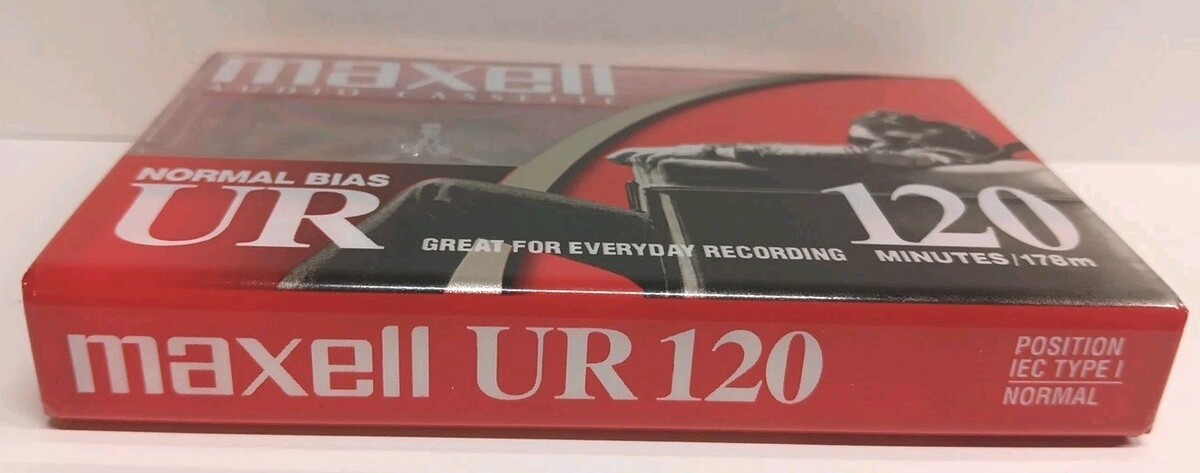 maxell
AUDIO CASSETTE
NORMAL BIAS
UR
GREAT FOR EVERYDAY RECORDING
120
MINUTES/178m
maxell UR 120
POSITION
IEC TYPE I
NORMAL